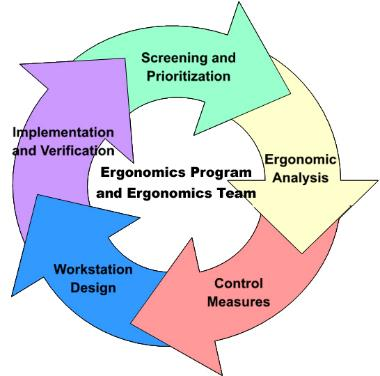 Screening and
Prioritization
Ergonomic
Analysis
Control
Measures
Workstation
Design
Implementation
and Verification
Ergonomics Program
and Ergonomics Team